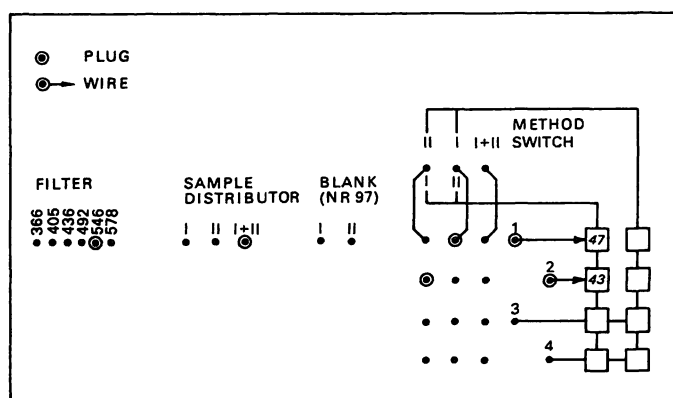 PLUG
WIRE
METHOD
SWITCH
II I I+II
I II
FILTER
SAMPLE
DISTRIBUTOR
BLANK
(NR 97)
366 405 436 492 546 578
I II I+II
I II
1 47
2 43
3
4